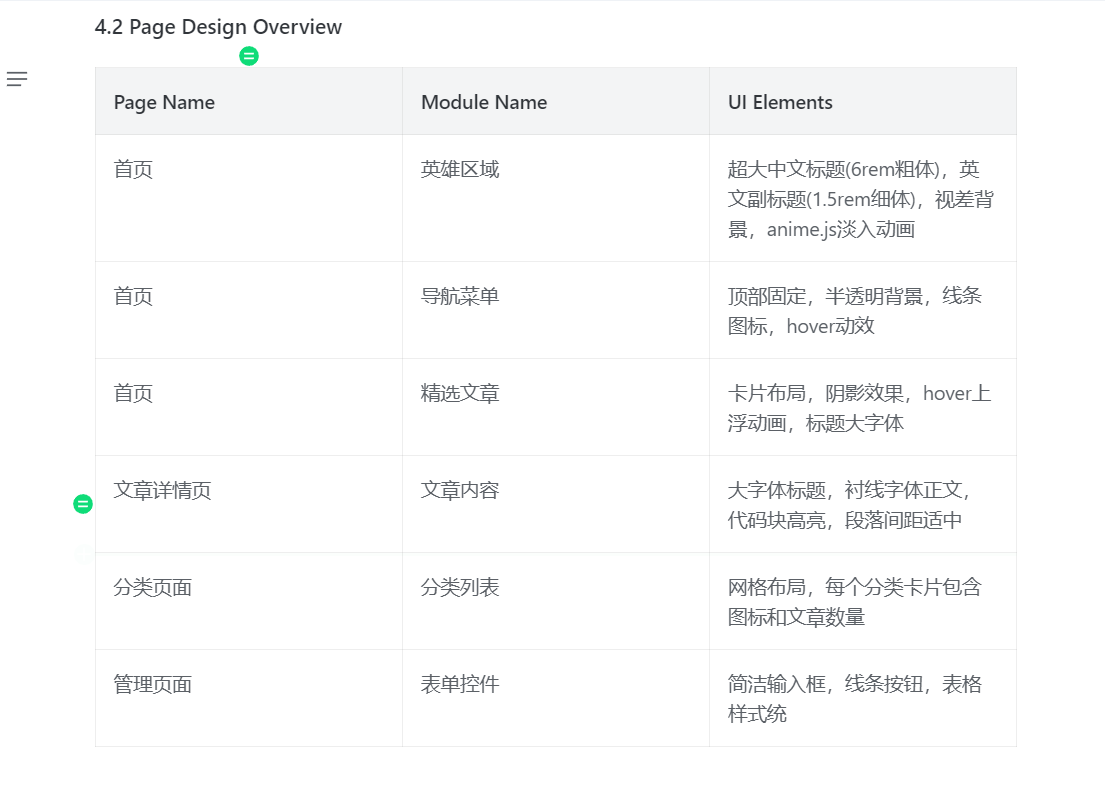 4.2 Page Design Overview
Page Name
Module Name
UI Elements
首页
英雄区域
超大中文标题(6rem粗体)，英
文副标题(1.5rem细体)，视差背
景，anime.js淡入动画
首页
导航菜单
顶部固定，半透明背景，线条
图标，hover动效
首页
精选文章
卡片布局，阴影效果，hover上
浮动画，标题大字体
文章详情页
文章内容
大字体标题，衬线字体正文，
代码块高亮，段落间距适中
分类页面
分类列表
网格布局，每个分类卡片包含
图标和文章数量
管理页面
表单控件
简洁输入框，线条按钮，表格
样式统